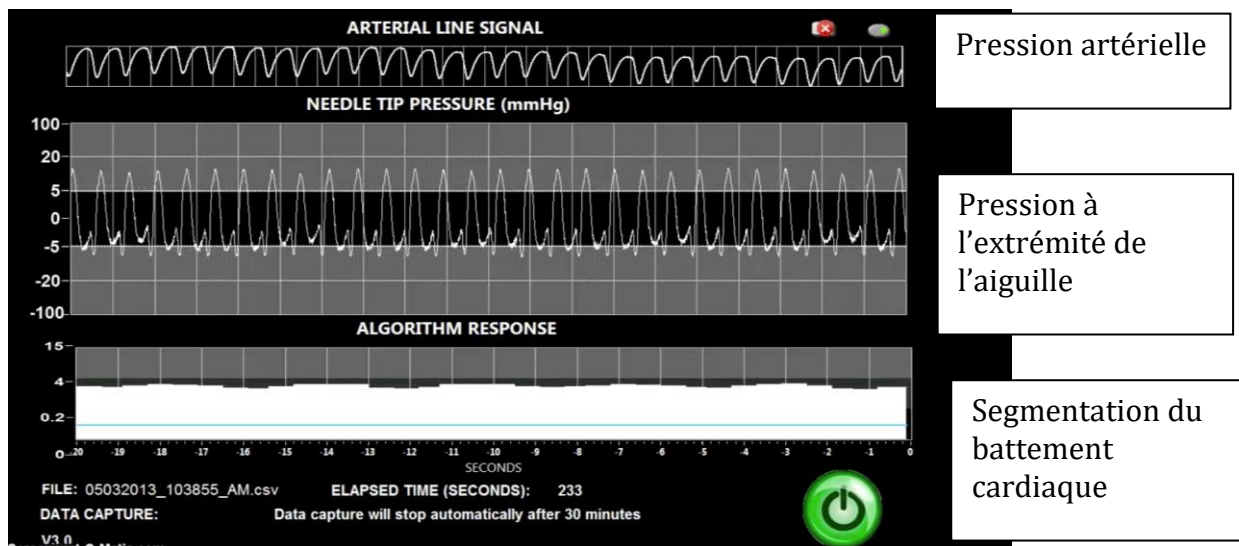 ARTERIAL LINE SIGNAL
Pression artérielle
NEEDLE TIP PRESSURE (mmHg)
100
20
5
0
-5
-20
-100
Pression à
l’extrémité de
l’aiguille
ALGORITHM RESPONSE
15
4
0.2
0
-20 -19 -18 -17 -16 -15 -14 -13 -12 -11 -10 -9 -8 -7 -6 -5 -4 -3 -2 -1 0
SECONDS
Segmentation du
battement
cardiaque
FILE: 05032013_103855_AM.csv ELAPSED TIME (SECONDS): 233
DATA CAPTURE: Data capture will stop automatically after 30 minutes
V3.0